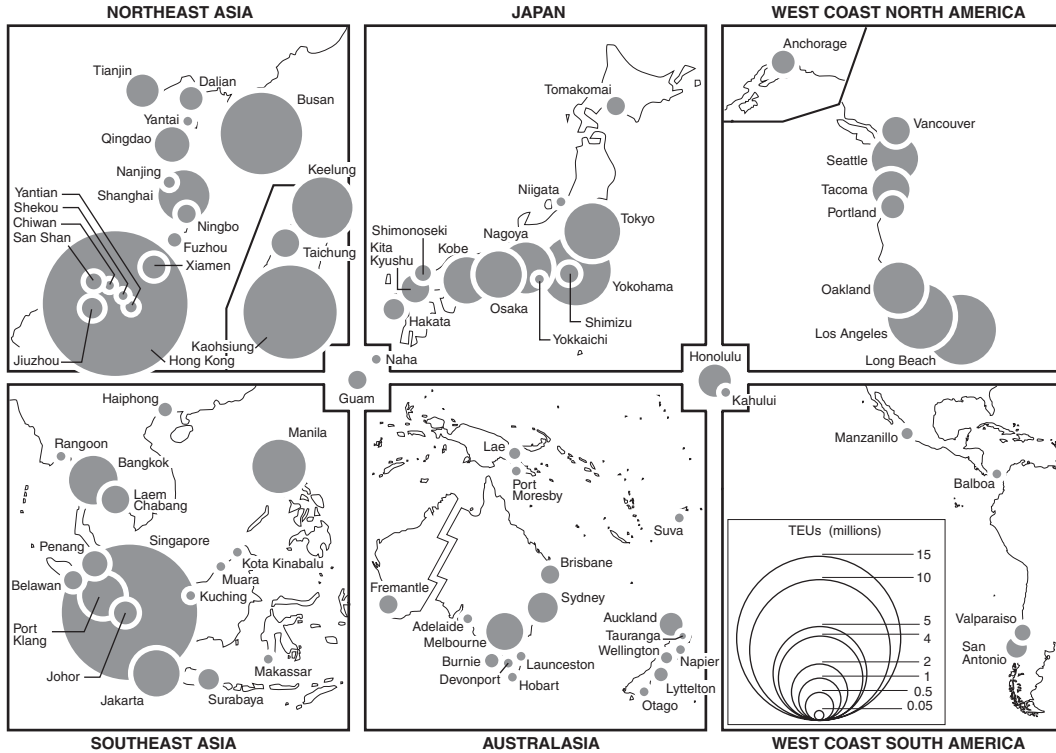 NORTHEAST ASIA
Tianjin
Dalian
Yantai
Qingdao
Busan
Nanjing
Shanghai
Keelung
Yantian
Shekou
Chiwan
San Shan
Ningbo
Fuzhou
Taichung
Xiamen
Kaohsiung
Jiuzhou
Hong Kong
JAPAN
Tomakomai
Niigata
Tokyo
Shimonoseki
Nagoya
Kita
Kyushu
Kobe
Yokohama
Osaka
Hakata
Shimizu
Yokkaichi
Naha
Guam
WEST COAST NORTH AMERICA
Anchorage
Vancouver
Seattle
Tacoma
Portland
Oakland
Los Angeles
Long Beach
Honolulu
Kahului
Haiphong
Manila
Rangoon
Bangkok
Laem
Chabang
Penang
Singapore
Kota Kinabalu
Belawan
Muara
Kuching
Port
Klang
Johor
Makassar
Jakarta
Surabaya
SOUTHEAST ASIA
Lae
Port
Moresby
Suva
Brisbane
Fremantle
Sydney
Auckland
Adelaide
Tauranga
Melbourne
Wellington
Burnie
Launceston
Napier
Devonport
Hobart
Lyttelton
Otago
AUSTRALASIA
Manzanillo
Balboa
TEUs (millions)
15
10
5
4
2
1
0.5
0.05
Valparaiso
San
Antonio
WEST COAST SOUTH AMERICA